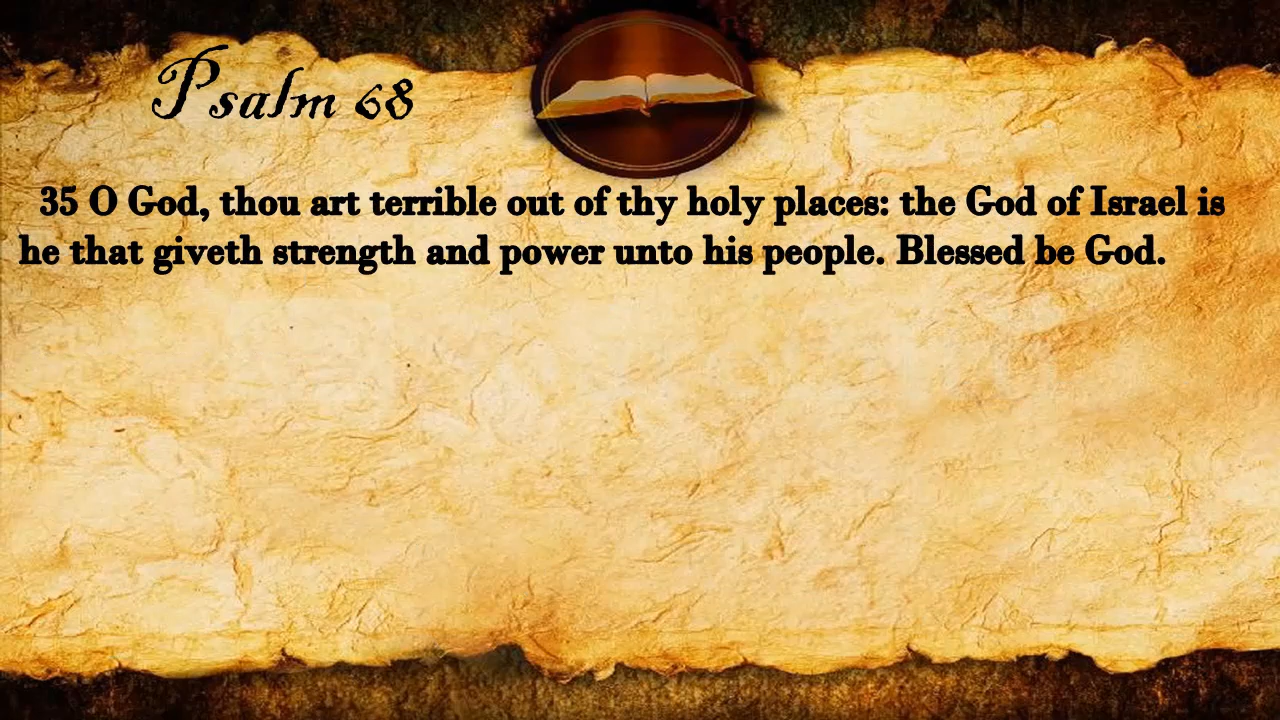 Psalm 68
35 O God, thou art terrible out of thy holy places: the God of Israel is
he that giveth strength and power unto his people. Blessed be God.